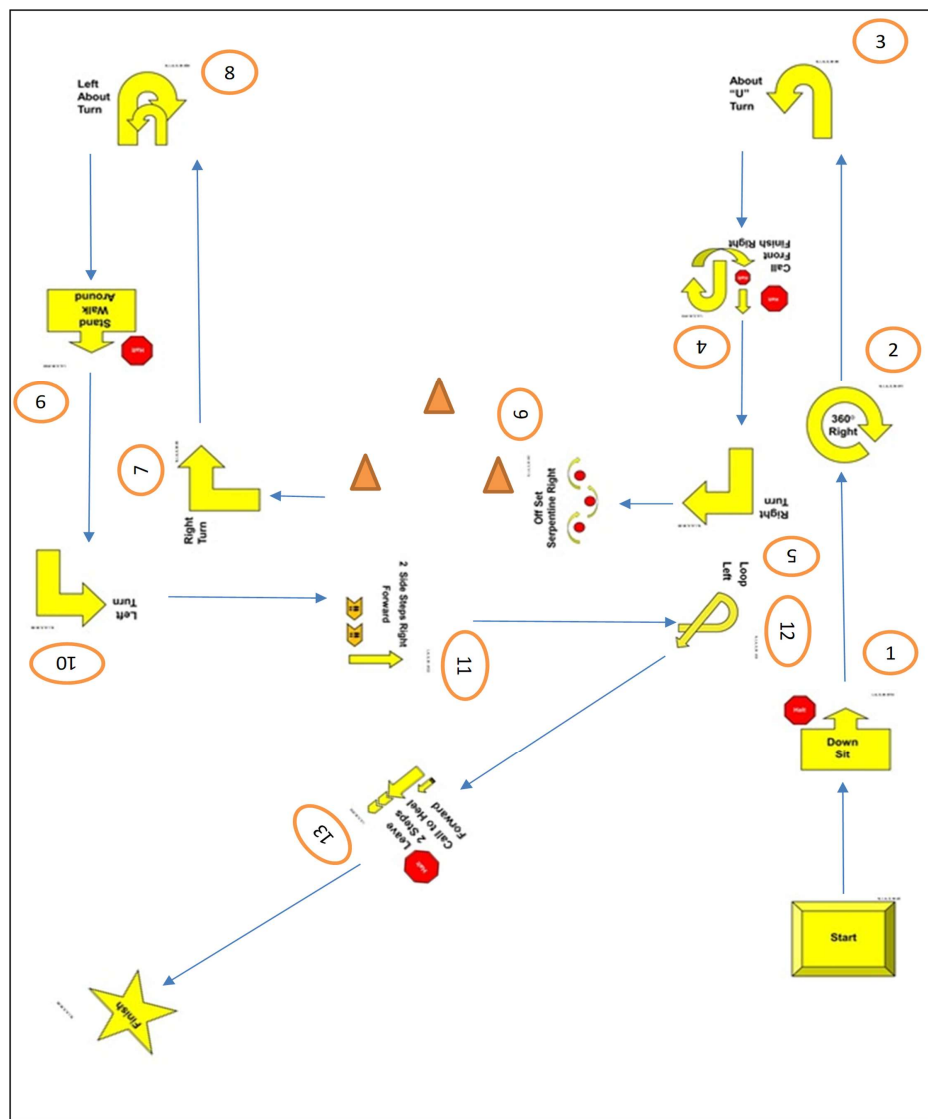 Start
1
Halt
Down
Sit
2
360°
Right
3
About
"U"
Turn
4
Call
Front
Finish Right
Halt
5
Right
Turn
6
Off Set
Serpentine Right
7
Right
Turn
8
Left
About
Turn
9
Stand
Walk
Around
Halt
10
Left
Turn
11
2 Side Steps Right
Forward
12
Loop
Left
13
Halt
Leave
2 Steps
Call to Heel
Forward
Finish